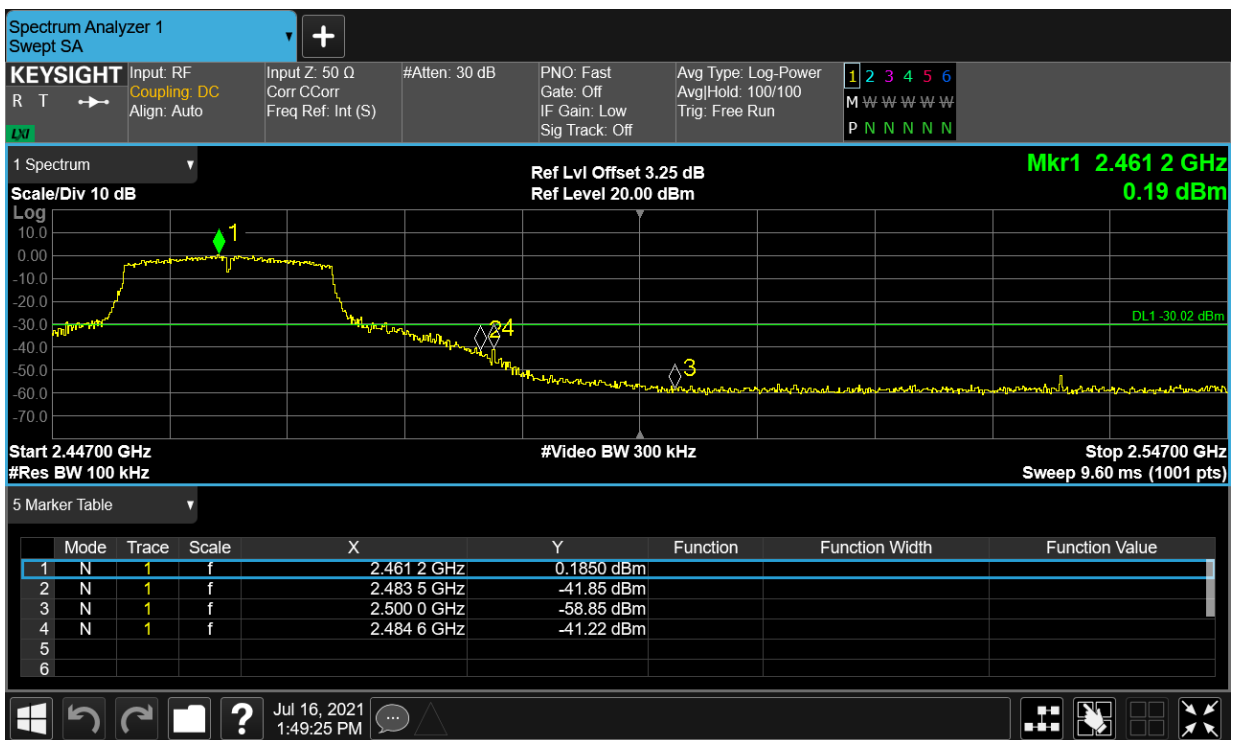 Spectrum Analyzer 1
Swept SA
+
KEYSIGHT
R T
LXI
Input: RF
Coupling: DC
Align: Auto
Input Z: 50 Ω
Corr CCorr
Freq Ref: Int (S)
#Atten: 30 dB
PNO: Fast
Gate: Off
IF Gain: Low
Sig Track: Off
Avg Type: Log-Power
Avg|Hold: 100/100
Trig: Free Run
1 2 3 4 5 6
M W W W W W
P N N N N N
1 Spectrum
Scale/Div 10 dB
Ref Lvl Offset 3.25 dB
Ref Level 20.00 dBm
Mkr1 2.461 2 GHz
0.19 dBm
Log
10.0
0.00
-10.0
-20.0
-30.0
-40.0
-50.0
-60.0
-70.0
1
2 4
3
DL1 -30.02 dBm
Start 2.44700 GHz
#Video BW 300 kHz
Stop 2.54700 GHz
#Res BW 100 kHz
Sweep 9.60 ms (1001 pts)
5 Marker Table
Mode Trace Scale X Y Function Function Width Function Value
1 N 1 f 2.461 2 GHz 0.1850 dBm
2 N 1 f 2.483 5 GHz -41.85 dBm
3 N 1 f 2.500 0 GHz -58.85 dBm
4 N 1 f 2.484 6 GHz -41.22 dBm
5
6
?
Jul 16, 2021
1:49:25 PM